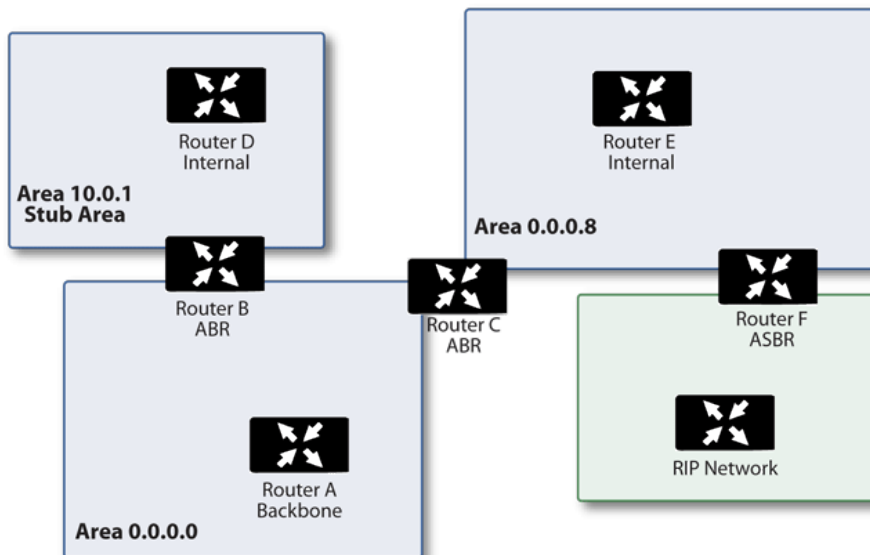 Router D
Internal
Area 10.0.1
Stub Area
Router E
Internal
Area 0.0.0.8
Router B
ABR
Router C
ABR
Router F
ASBR
Router A
Backbone
Area 0.0.0.0
RIP Network